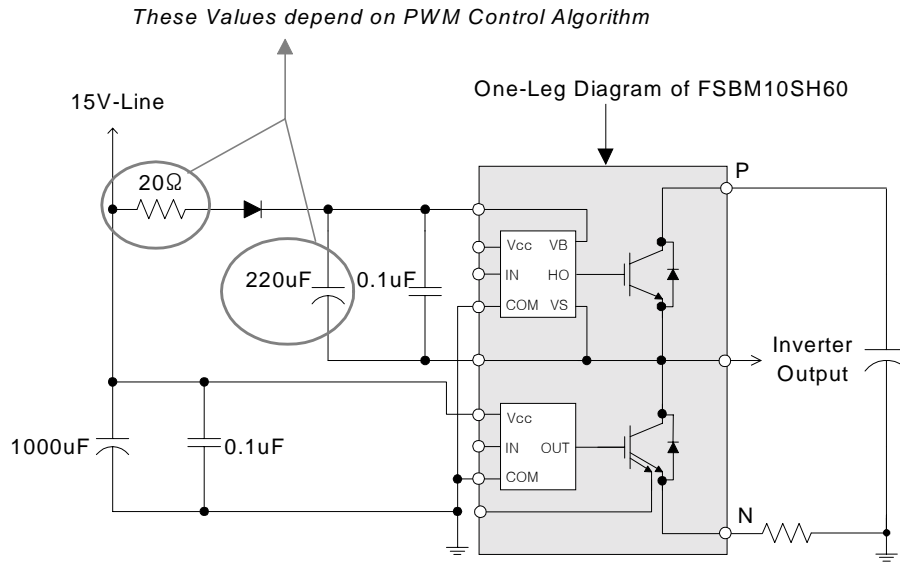 These Values depend on PWM Control Algorithm
15V-Line
One-Leg Diagram of FSBM10SH60
P
20Ω
Vcc VB
IN HO
COM VS
220uF
0.1uF
Inverter
Output
Vcc
IN OUT
COM
1000uF
0.1uF
N